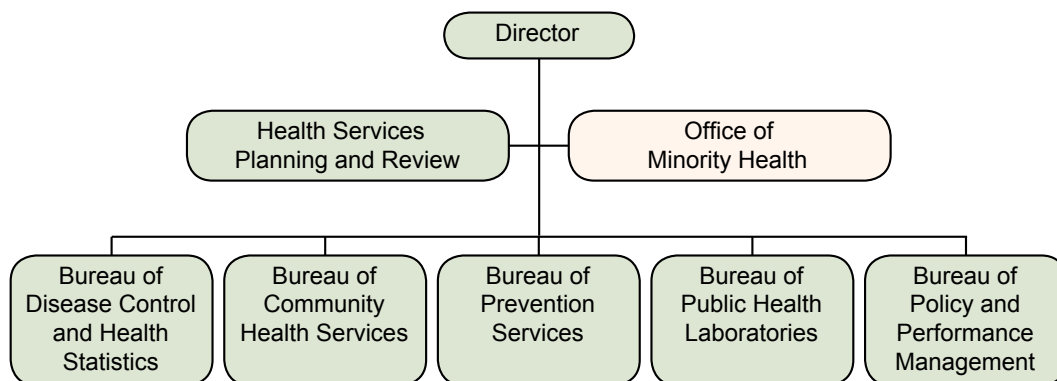 Director
Health Services
Planning and Review
Office of
Minority Health
Bureau of
Disease Control
and Health
Statistics
Bureau of
Community
Health Services
Bureau of
Prevention
Services
Bureau of
Public Health
Laboratories
Bureau of
Policy and
Performance
Management